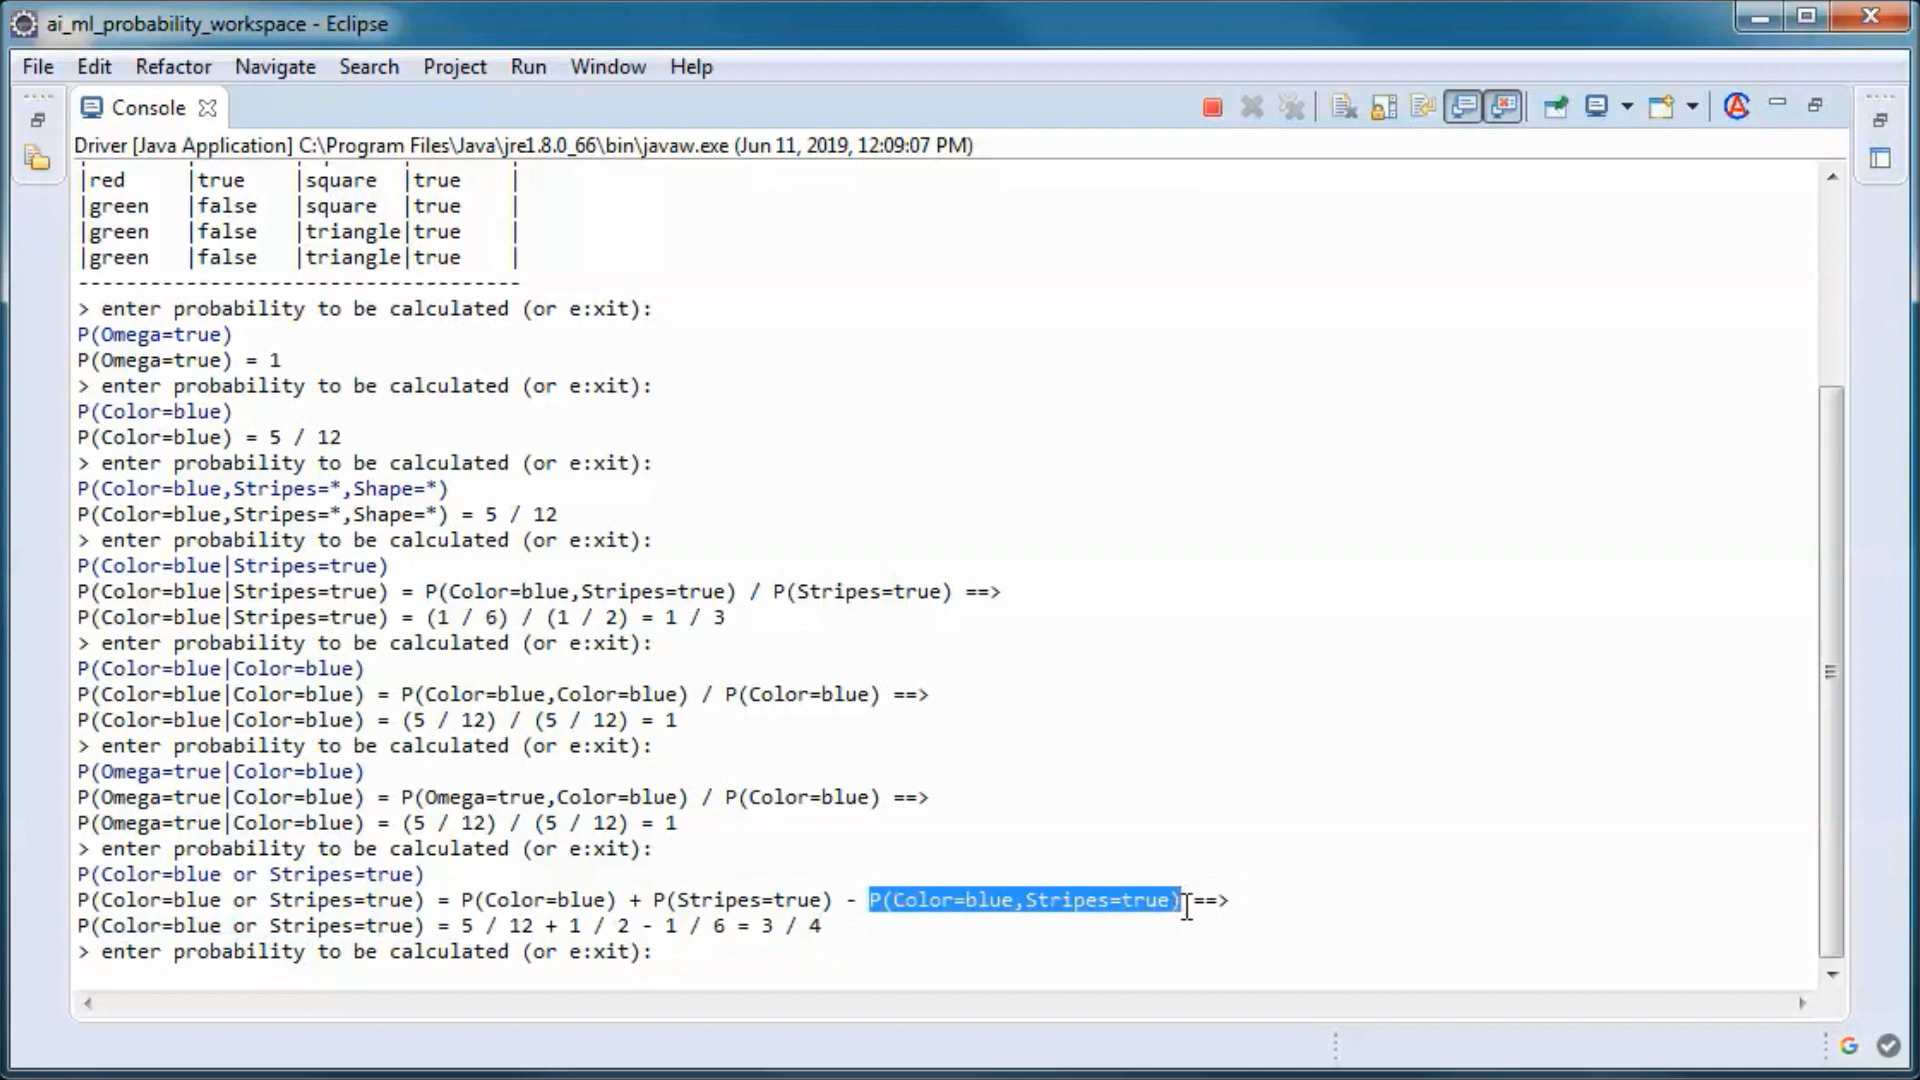 ai_ml_probability_workspace - Eclipse
File Edit Refactor Navigate Search Project Run Window Help
Console
Driver [Java Application] C:\Program Files\Java\jre1.8.0_66\bin\javaw.exe (Jun 11, 2019, 12:09:07 PM)
|red |true |square |true |
|green |false |square |true |
|green |false |triangle|true |
|green |false |triangle|true |
-------------------------------------
> enter probability to be calculated (or e:xit):
P(Omega=true)
P(Omega=true) = 1
> enter probability to be calculated (or e:xit):
P(Color=blue)
P(Color=blue) = 5 / 12
> enter probability to be calculated (or e:xit):
P(Color=blue,Stripes=*,Shape=*)
P(Color=blue,Stripes=*,Shape=*) = 5 / 12
> enter probability to be calculated (or e:xit):
P(Color=blue|Stripes=true)
P(Color=blue|Stripes=true) = P(Color=blue,Stripes=true) / P(Stripes=true) ==>
P(Color=blue|Stripes=true) = (1 / 6) / (1 / 2) = 1 / 3
> enter probability to be calculated (or e:xit):
P(Color=blue|Color=blue)
P(Color=blue|Color=blue) = P(Color=blue,Color=blue) / P(Color=blue) ==>
P(Color=blue|Color=blue) = (5 / 12) / (5 / 12) = 1
> enter probability to be calculated (or e:xit):
P(Omega=true|Color=blue)
P(Omega=true|Color=blue) = P(Omega=true,Color=blue) / P(Color=blue) ==>
P(Omega=true|Color=blue) = (5 / 12) / (5 / 12) = 1
> enter probability to be calculated (or e:xit):
P(Color=blue or Stripes=true)
P(Color=blue or Stripes=true) = P(Color=blue) + P(Stripes=true) - P(Color=blue,Stripes=true) ==>
P(Color=blue or Stripes=true) = 5 / 12 + 1 / 2 - 1 / 6 = 3 / 4
> enter probability to be calculated (or e:xit):